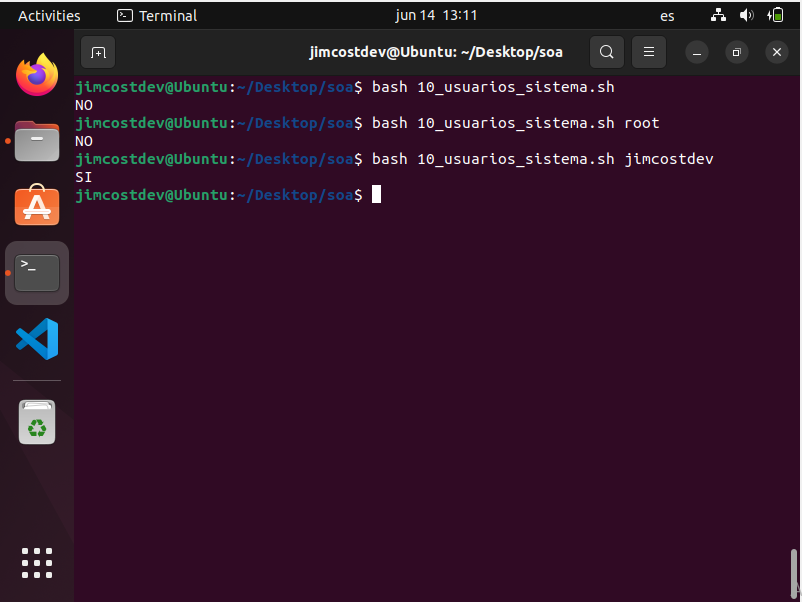 Activities
Terminal
jun 14 13:11
es
jimcostdev@Ubuntu: ~/Desktop/soa
jimcostdev@Ubuntu:~/Desktop/soa$ bash 10_usuarios_sistema.sh
NO
jimcostdev@Ubuntu:~/Desktop/soa$ bash 10_usuarios_sistema.sh root
NO
jimcostdev@Ubuntu:~/Desktop/soa$ bash 10_usuarios_sistema.sh jimcostdev
SI
jimcostdev@Ubuntu:~/Desktop/soa$